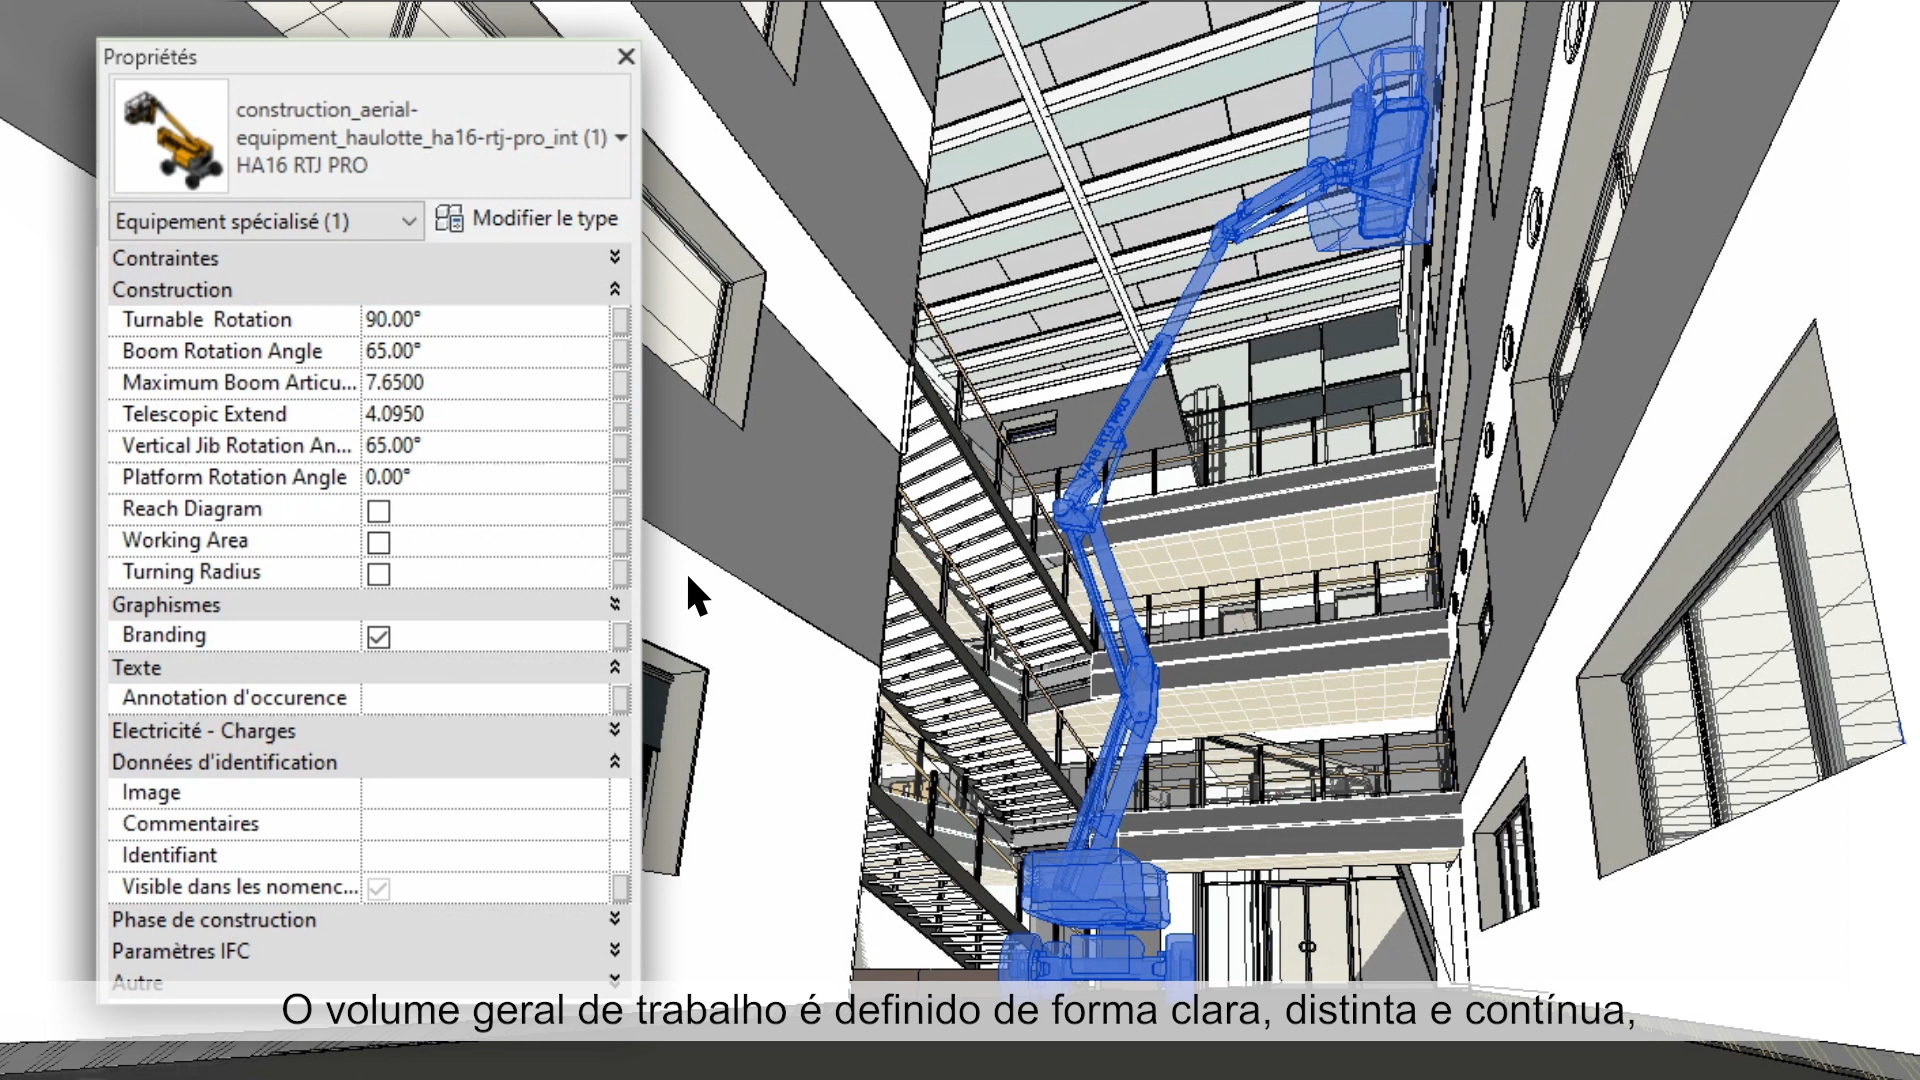 Propriétés
construction_aerial-
equipment_haulotte_ha16-rtj-pro_int (1)
HA16 RTJ PRO
Equipement spécialisé (1)
Modifier le type
Contraintes
Construction
Turnable Rotation 90.00°
Boom Rotation Angle 65.00°
Maximum Boom Articu... 7.6500
Telescopic Extend 4.0950
Vertical Jib Rotation An... 65.00°
Platform Rotation Angle 0.00°
Reach Diagram
Working Area
Turning Radius
Graphismes
Branding
Texte
Annotation d'occurence
Electricité - Charges
Données d'identification
Image
Commentaires
Identifiant
Visible dans les nomenc...
Phase de construction
Paramètres IFC
Autre
HA16 RTJ PRO
O volume geral de trabalho é definido de forma clara, distinta e contínua,